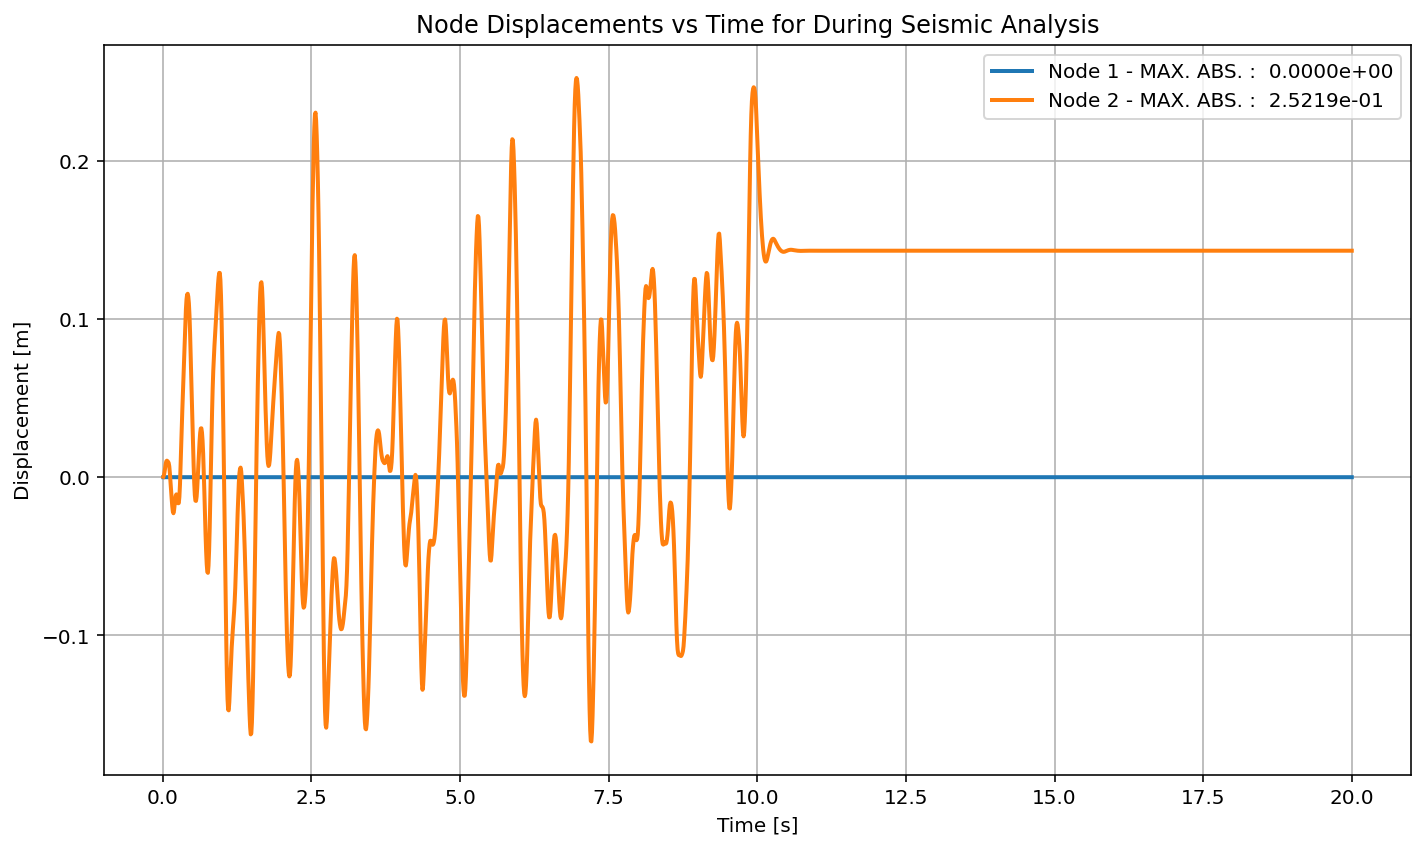 Node Displacements vs Time for During Seismic Analysis
Node 1 - MAX. ABS. :  0.0000e+00
Node 2 - MAX. ABS. :  2.5219e-01
Displacement [m]
0.2
0.1
0.0
−0.1
0.0 2.5 5.0 7.5 10.0 12.5 15.0 17.5 20.0
Time [s]